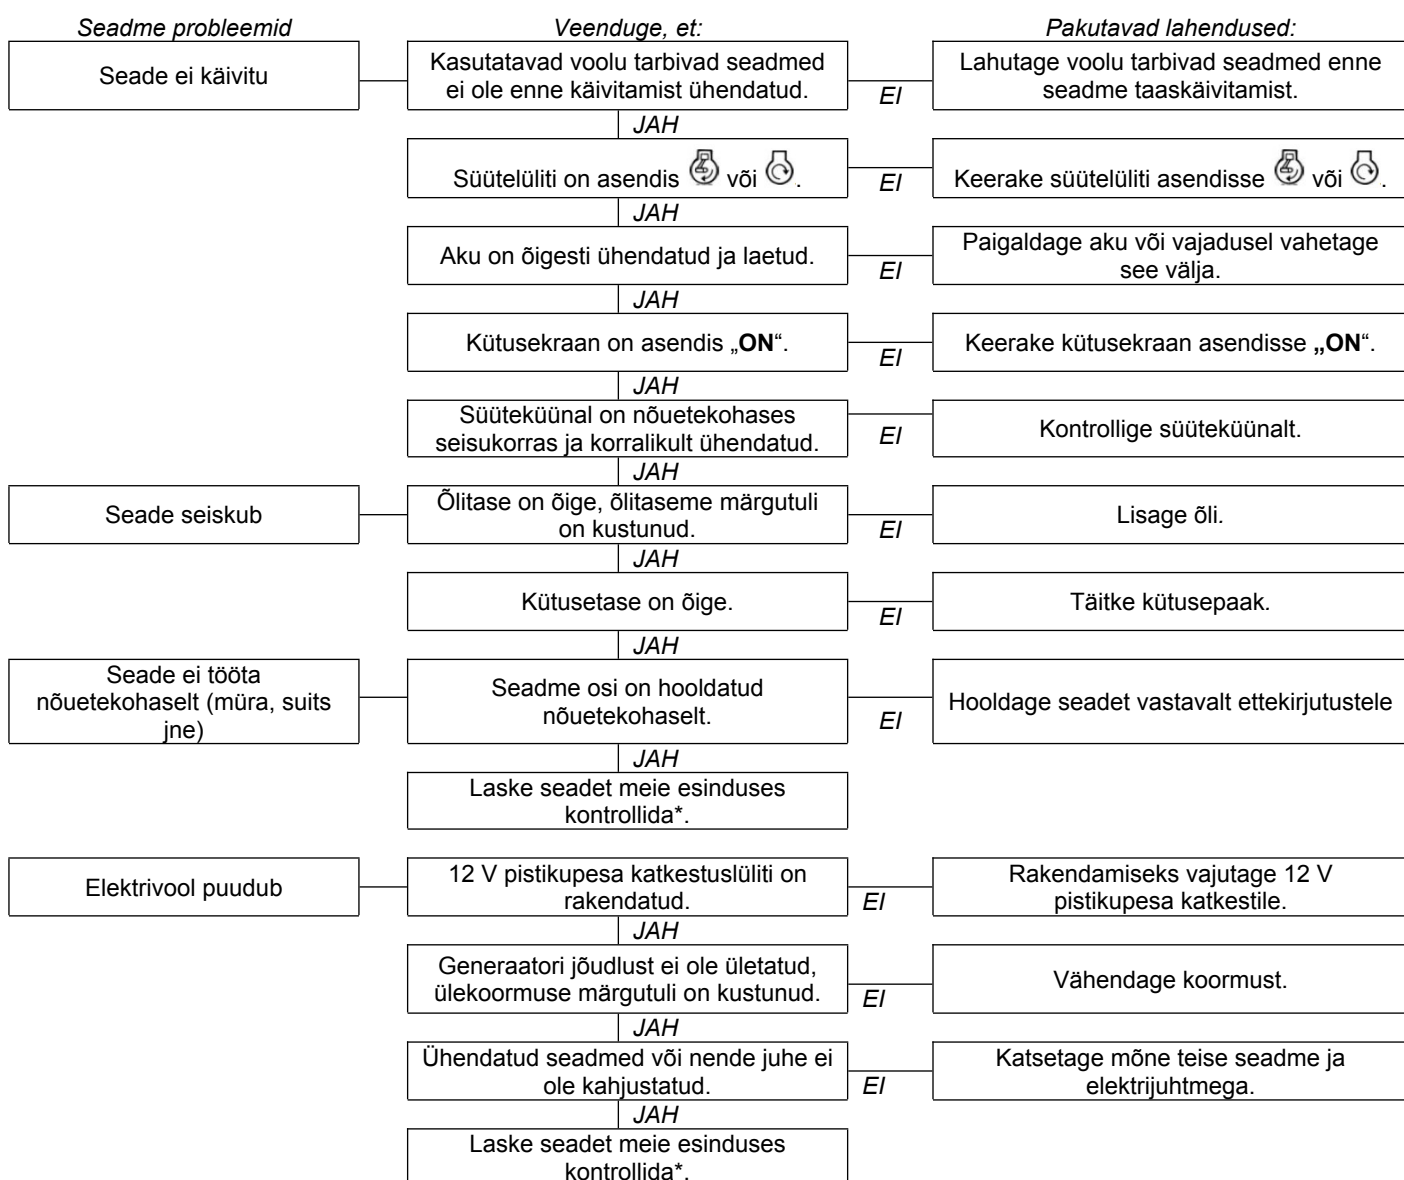 Seadme probleemid
Veenduge, et:
Pakutavad lahendused:
Seade ei käivitu
Kasutatavad voolu tarbivad seadmed
ei ole enne käivitamist ühendatud.
EI
Lahutage voolu tarbivad seadmed enne
seadme taaskäivitamist.
JAH
Süütelüliti on asendis või .
EI
Keerake süütelüliti asendisse või .
JAH
Aku on õigesti ühendatud ja laetud.
EI
Paigaldage aku või vajadusel vahetage
see välja.
JAH
Kütusekraan on asendis „ON“.
EI
Keerake kütusekraan asendisse „ON“.
JAH
Süüteküünal on nõuetekohases
seisukorras ja korralikult ühendatud.
EI
Kontrollige süüteküünalt.
JAH
Seade seiskub
Õlitase on õige, õlitaseme märgutuli
on kustunud.
EI
Lisage õli.
JAH
Kütusetase on õige.
EI
Täitke kütusepaak.
JAH
Seade ei tööta
nõuetekohaselt (müra, suits
jne)
Seadme osi on hooldatud
nõuetekohaselt.
EI
Hooldage seadet vastavalt ettekirjutustele
JAH
Laske seadet meie esinduses
kontrollida*.
Elektrivool puudub
12 V pistikupesa katkestuslüliti on
rakendatud.
EI
Rakendamiseks vajutage 12 V
pistikupesa katkestile.
JAH
Generaatori jõudlust ei ole ületatud,
ülekoormuse märgutuli on kustunud.
EI
Vähendage koormust.
JAH
Ühendatud seadmed või nende juhe ei
ole kahjustatud.
EI
Katsetage mõne teise seadme ja
elektrijuhtmega.
JAH
Laske seadet meie esinduses
kontrollida*.